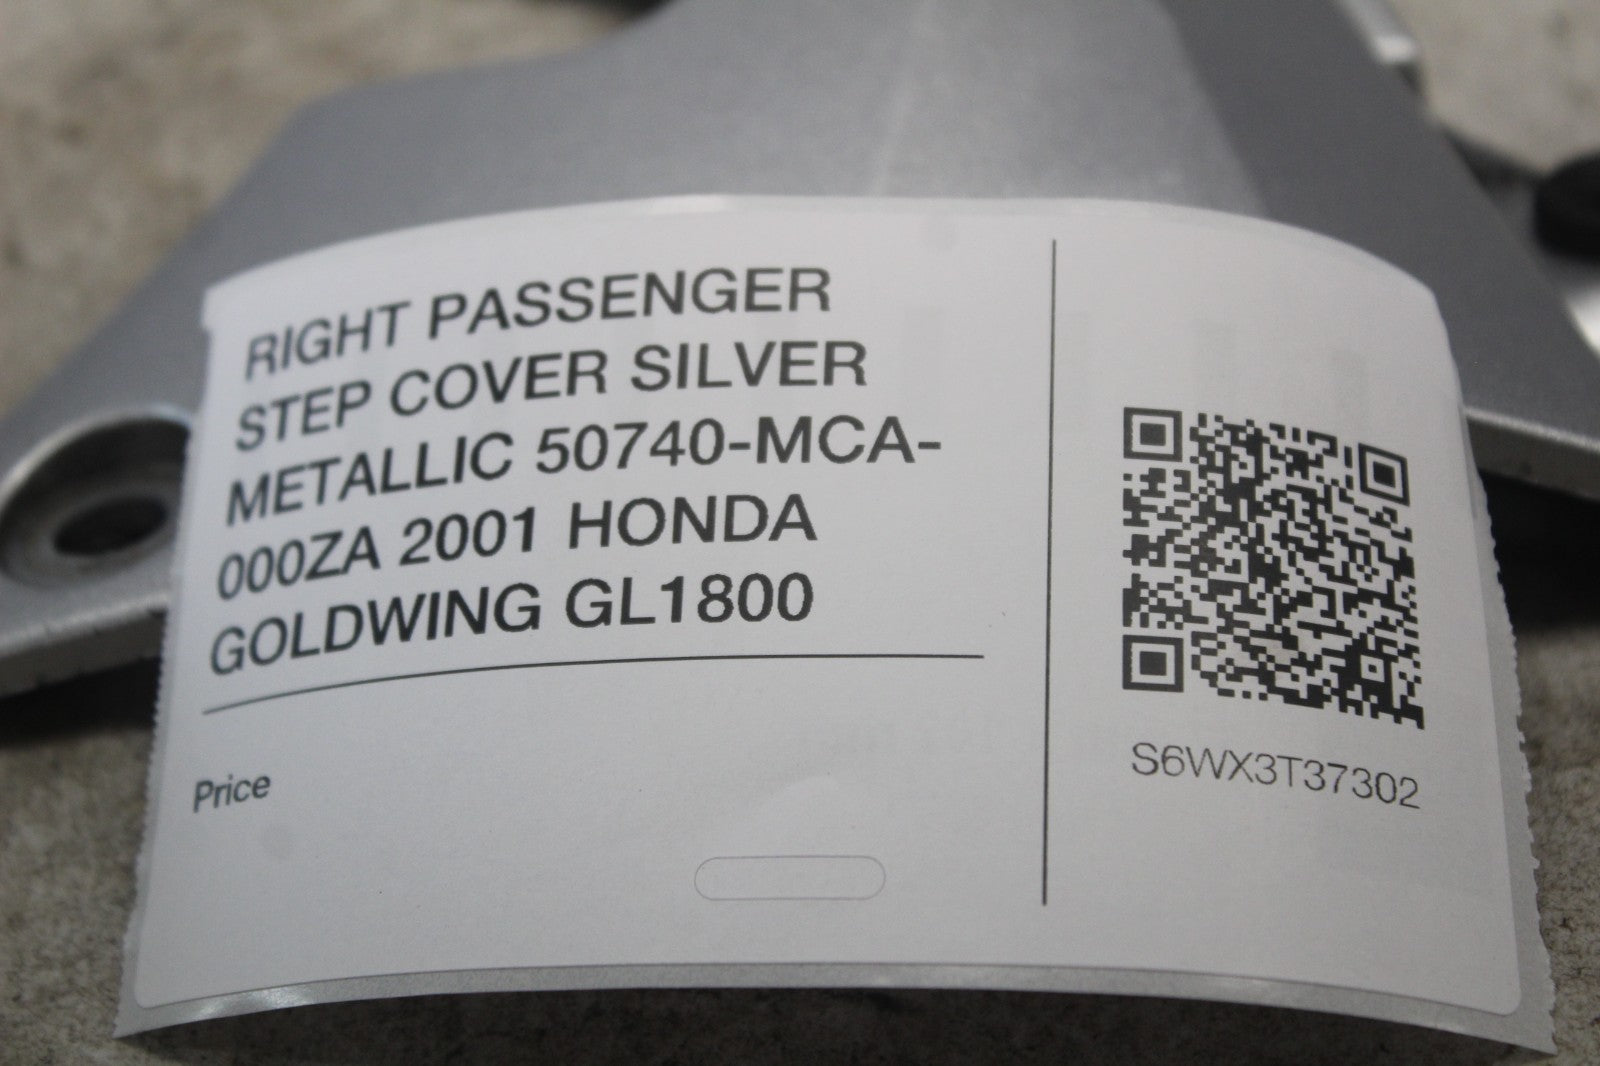 RIGHT PASSENGER
STEP COVER SILVER
METALLIC 50740-MCA-
000ZA 2001 HONDA
GOLDWING GL1800
Price
S6WX3T37302